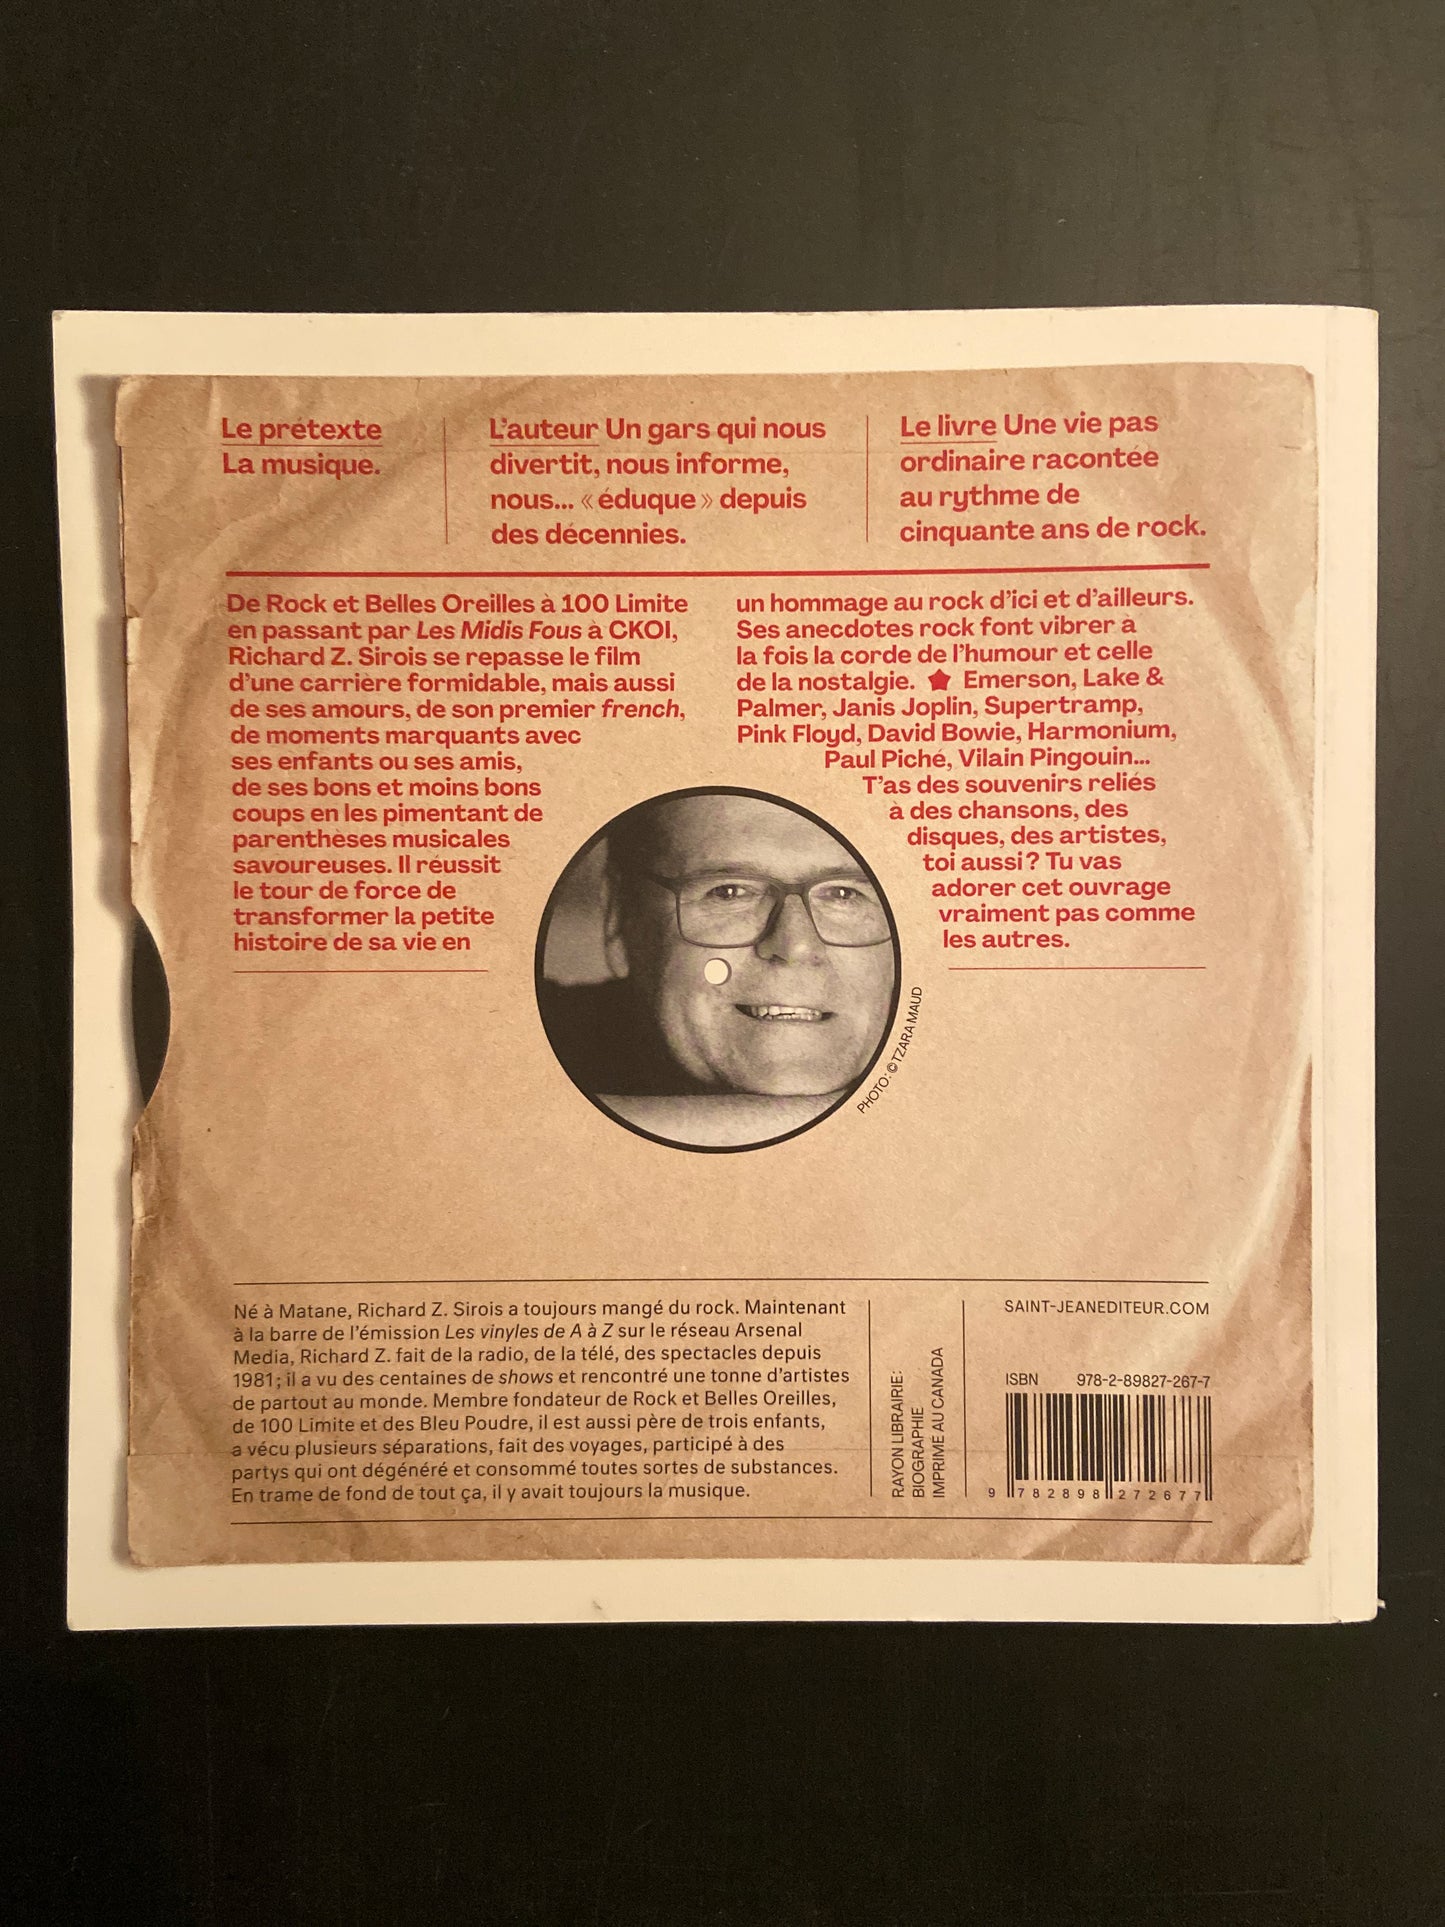 Le prétexte
La musique.
L’auteur Un gars qui nous
divertit, nous informe,
nous... « éduque » depuis
des décennies.
Le livre Une vie pas
ordinaire racontée
au rythme de
cinquante ans de rock.
De Rock et Belles Oreilles à 100 Limite
en passant par Les Midis Fous à CKOI,
Richard Z. Sirois se repasse le film
d’une carrière formidable, mais aussi
de ses amours, de son premier french,
de moments marquants avec
ses enfants ou ses amis,
de ses bons et moins bons
coups en les pimentant de
parenthèses musicales
savoureuses. Il réussit
le tour de force de
transformer la petite
histoire de sa vie en
un hommage au rock d’ici et d’ailleurs.
Ses anecdotes rock font vibrer à
la fois la corde de l’humour et celle
de la nostalgie. ★ Emerson, Lake &
Palmer, Janis Joplin, Supertramp,
Pink Floyd, David Bowie, Harmonium,
Paul Piché, Vilain Pingouin...
T’as des souvenirs reliés
à des chansons, des
disques, des artistes,
toi aussi ? Tu vas
adorer cet ouvrage
vraiment pas comme
les autres.
PHOTO : © TZARA MAUD
Né à Matane, Richard Z. Sirois a toujours mangé du rock. Maintenant
à la barre de l’émission Les vinyles de A à Z sur le réseau Arsenal
Media, Richard Z. fait de la radio, de la télé, des spectacles depuis
1981 ; il a vu des centaines de shows et rencontré une tonne d’artistes
de partout au monde. Membre fondateur de Rock et Belles Oreilles,
de 100 Limite et des Bleu Poudre, il est aussi père de trois enfants,
a vécu plusieurs séparations, fait des voyages, participé à des
partys qui ont dégénéré et consommé toutes sortes de substances.
En trame de fond de tout ça, il y avait toujours la musique.
RAYON LIBRAIRIE :
BIOGRAPHIE
IMPRIMÉ AU CANADA
SAINT-JEANEDITEUR.COM
ISBN 978-2-89827-267-7
9 782898 272677